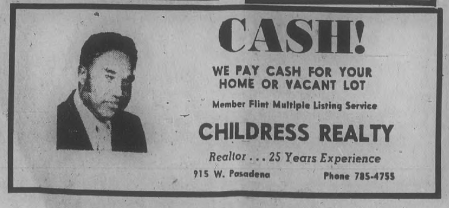 CASH!
WE PAY CASH FOR YOUR
HOME OR VACANT LOT
Member Flint Multiple Listing Service
CHILDRESS REALTY
Realtor . . . 25 Years Experience
915 W. Pasadena Phone 785-4755